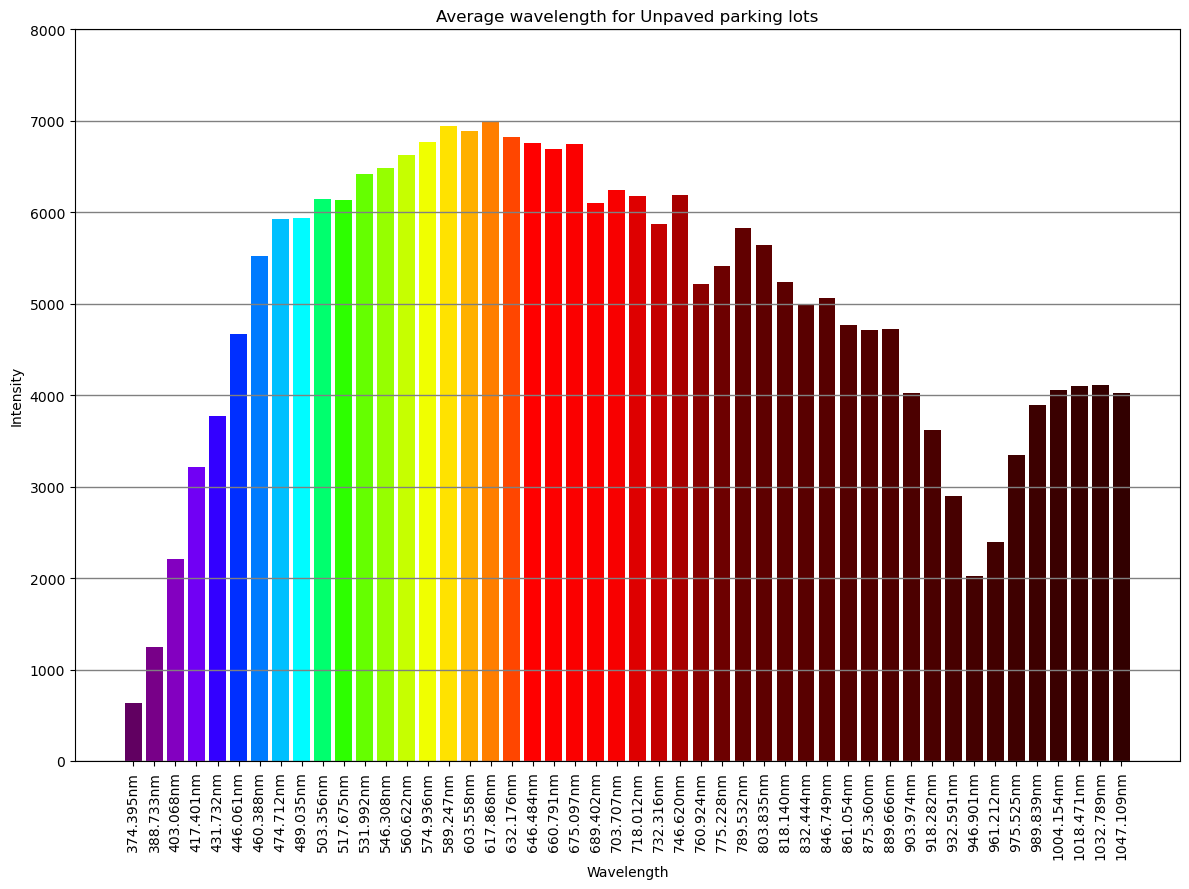 Average wavelength for Unpaved parking lots
8000
7000
6000
5000
4000
3000
2000
1000
0
Intensity
374.395nm
388.733nm
403.068nm
417.401nm
431.732nm
446.061nm
460.388nm
474.712nm
489.035nm
503.356nm
517.675nm
531.992nm
546.308nm
560.622nm
574.936nm
589.247nm
603.558nm
617.868nm
632.176nm
646.484nm
660.791nm
675.097nm
689.402nm
703.707nm
718.012nm
732.316nm
746.620nm
760.924nm
775.228nm
789.532nm
803.835nm
818.140nm
832.444nm
846.749nm
861.054nm
875.360nm
889.666nm
903.974nm
918.282nm
932.591nm
946.901nm
961.212nm
975.525nm
989.839nm
1004.154nm
1018.471nm
1032.789nm
1047.109nm
Wavelength